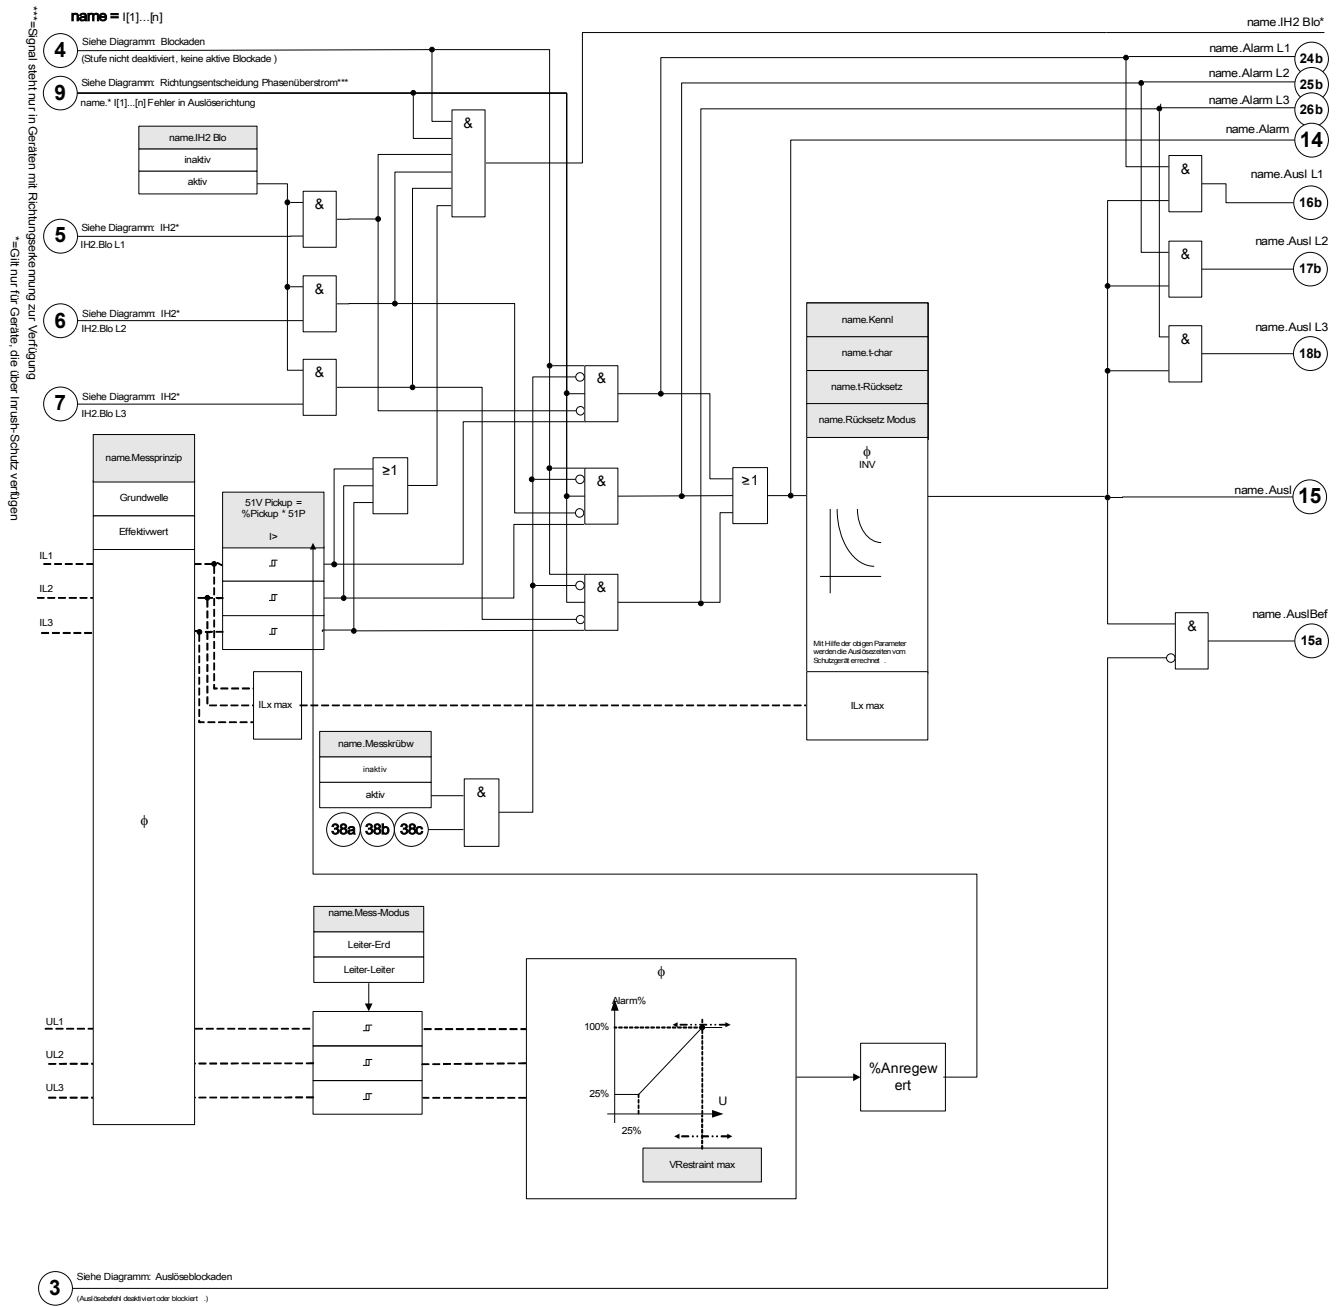 name = I[1]...[n]
***=Signal steht nur in Geräten mit Richtungserkennung zur Verfügung
*=Gilt nur für Geräte, die über Inrush-Schutz verfügen
4
Siehe Diagramm: Blockaden
(Stufe nicht deaktiviert, keine aktive Blockade )
9
Siehe Diagramm: Richtungsentscheidung Phasenüberstrom***
name.* I[1]...[n] Fehler in Auslöserichtung
name.IH2 Blo
inaktiv
aktiv
5
Siehe Diagramm: IH2*
IH2.Blo L1
6
Siehe Diagramm: IH2*
IH2.Blo L2
7
Siehe Diagramm: IH2*
IH2.Blo L3
&
&
&
&
name.IH2 Blo*
name.Alarm L1
24b
name.Alarm L2
25b
name.Alarm L3
26b
name.Alarm
14
&
name.Ausl L1
16b
&
name.Ausl L2
17b
&
name.Ausl L3
18b
name.Messprinzip
Grundwelle
Effektivwert
ϕ
51V Pickup =
%Pickup * 51P
I>
≥1
&
&
&
≥1
name.Kennl
name.t-char
name.t-Rücksetz
name.Rücksetz Modus
ϕ
INV
Mit Hilfe der obigen Parameter
werden die Auslösezeiten vom
Schutzgerät errechnet .
ILx max
name.Ausl
15
&
name.AuslBef
15a
IL1
IL2
IL3
ILx max
name.Messkrübw
inaktiv
aktiv
38a
38b
38c
&
name.Mess-Modus
Leiter-Erd
Leiter-Leiter
UL1
UL2
UL3
ϕ
Alarm%
100%
25%
25%
U
VRestraint max
%Anregew
ert
3
Siehe Diagramm: Auslöseblockaden
(Auslösebefehl deaktiviert oder blockiert .)